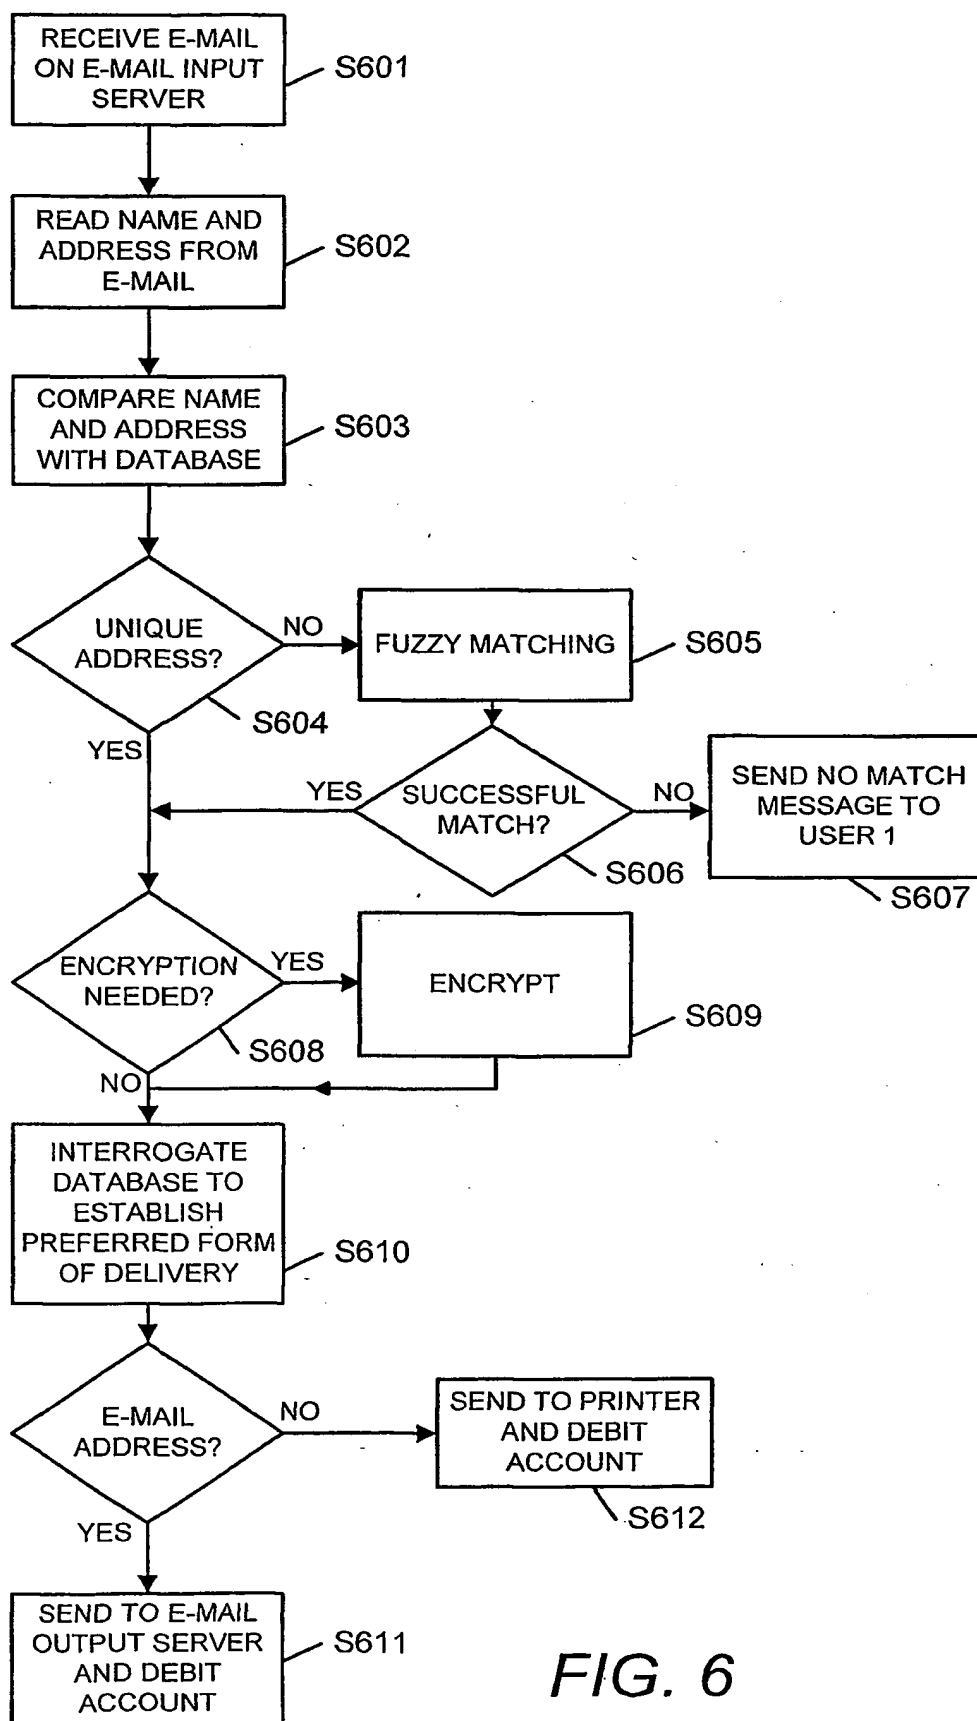 RECEIVE E-MAIL
ON E-MAIL INPUT
SERVER
S601
READ NAME AND
ADDRESS FROM
E-MAIL
S602
COMPARE NAME
AND ADDRESS
WITH DATABASE
S603
UNIQUE
ADDRESS?
S604
NO
YES
FUZZY MATCHING
S605
SUCCESSFUL
MATCH?
S606
YES
NO
SEND NO MATCH
MESSAGE TO
USER 1
S607
ENCRYPTION
NEEDED?
S608
YES
NO
ENCRYPT
S609
INTERROGATE
DATABASE TO
ESTABLISH
PREFERRED FORM
OF DELIVERY
S610
E-MAIL
ADDRESS?
NO
YES
SEND TO PRINTER
AND DEBIT
ACCOUNT
S612
SEND TO E-MAIL
OUTPUT SERVER
AND DEBIT
ACCOUNT
S611
FIG. 6